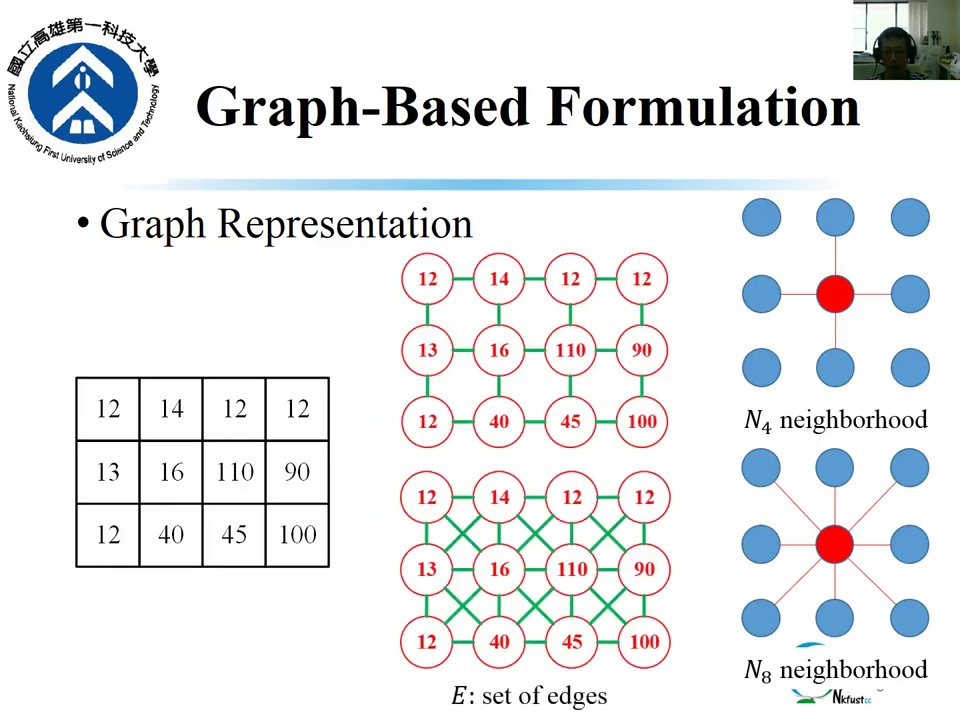 國立高雄第一科技大學
National Kaohsiung First University of Science and Technology
Graph-Based Formulation
• Graph Representation
12 14 12 12
13 16 110 90
12 40 45 100
12 14 12 12
13 16 110 90
12 40 45 100
12 14 12 12
13 16 110 90
12 40 45 100
E: set of edges
N4 neighborhood
N8 neighborhood
Nkfust cc